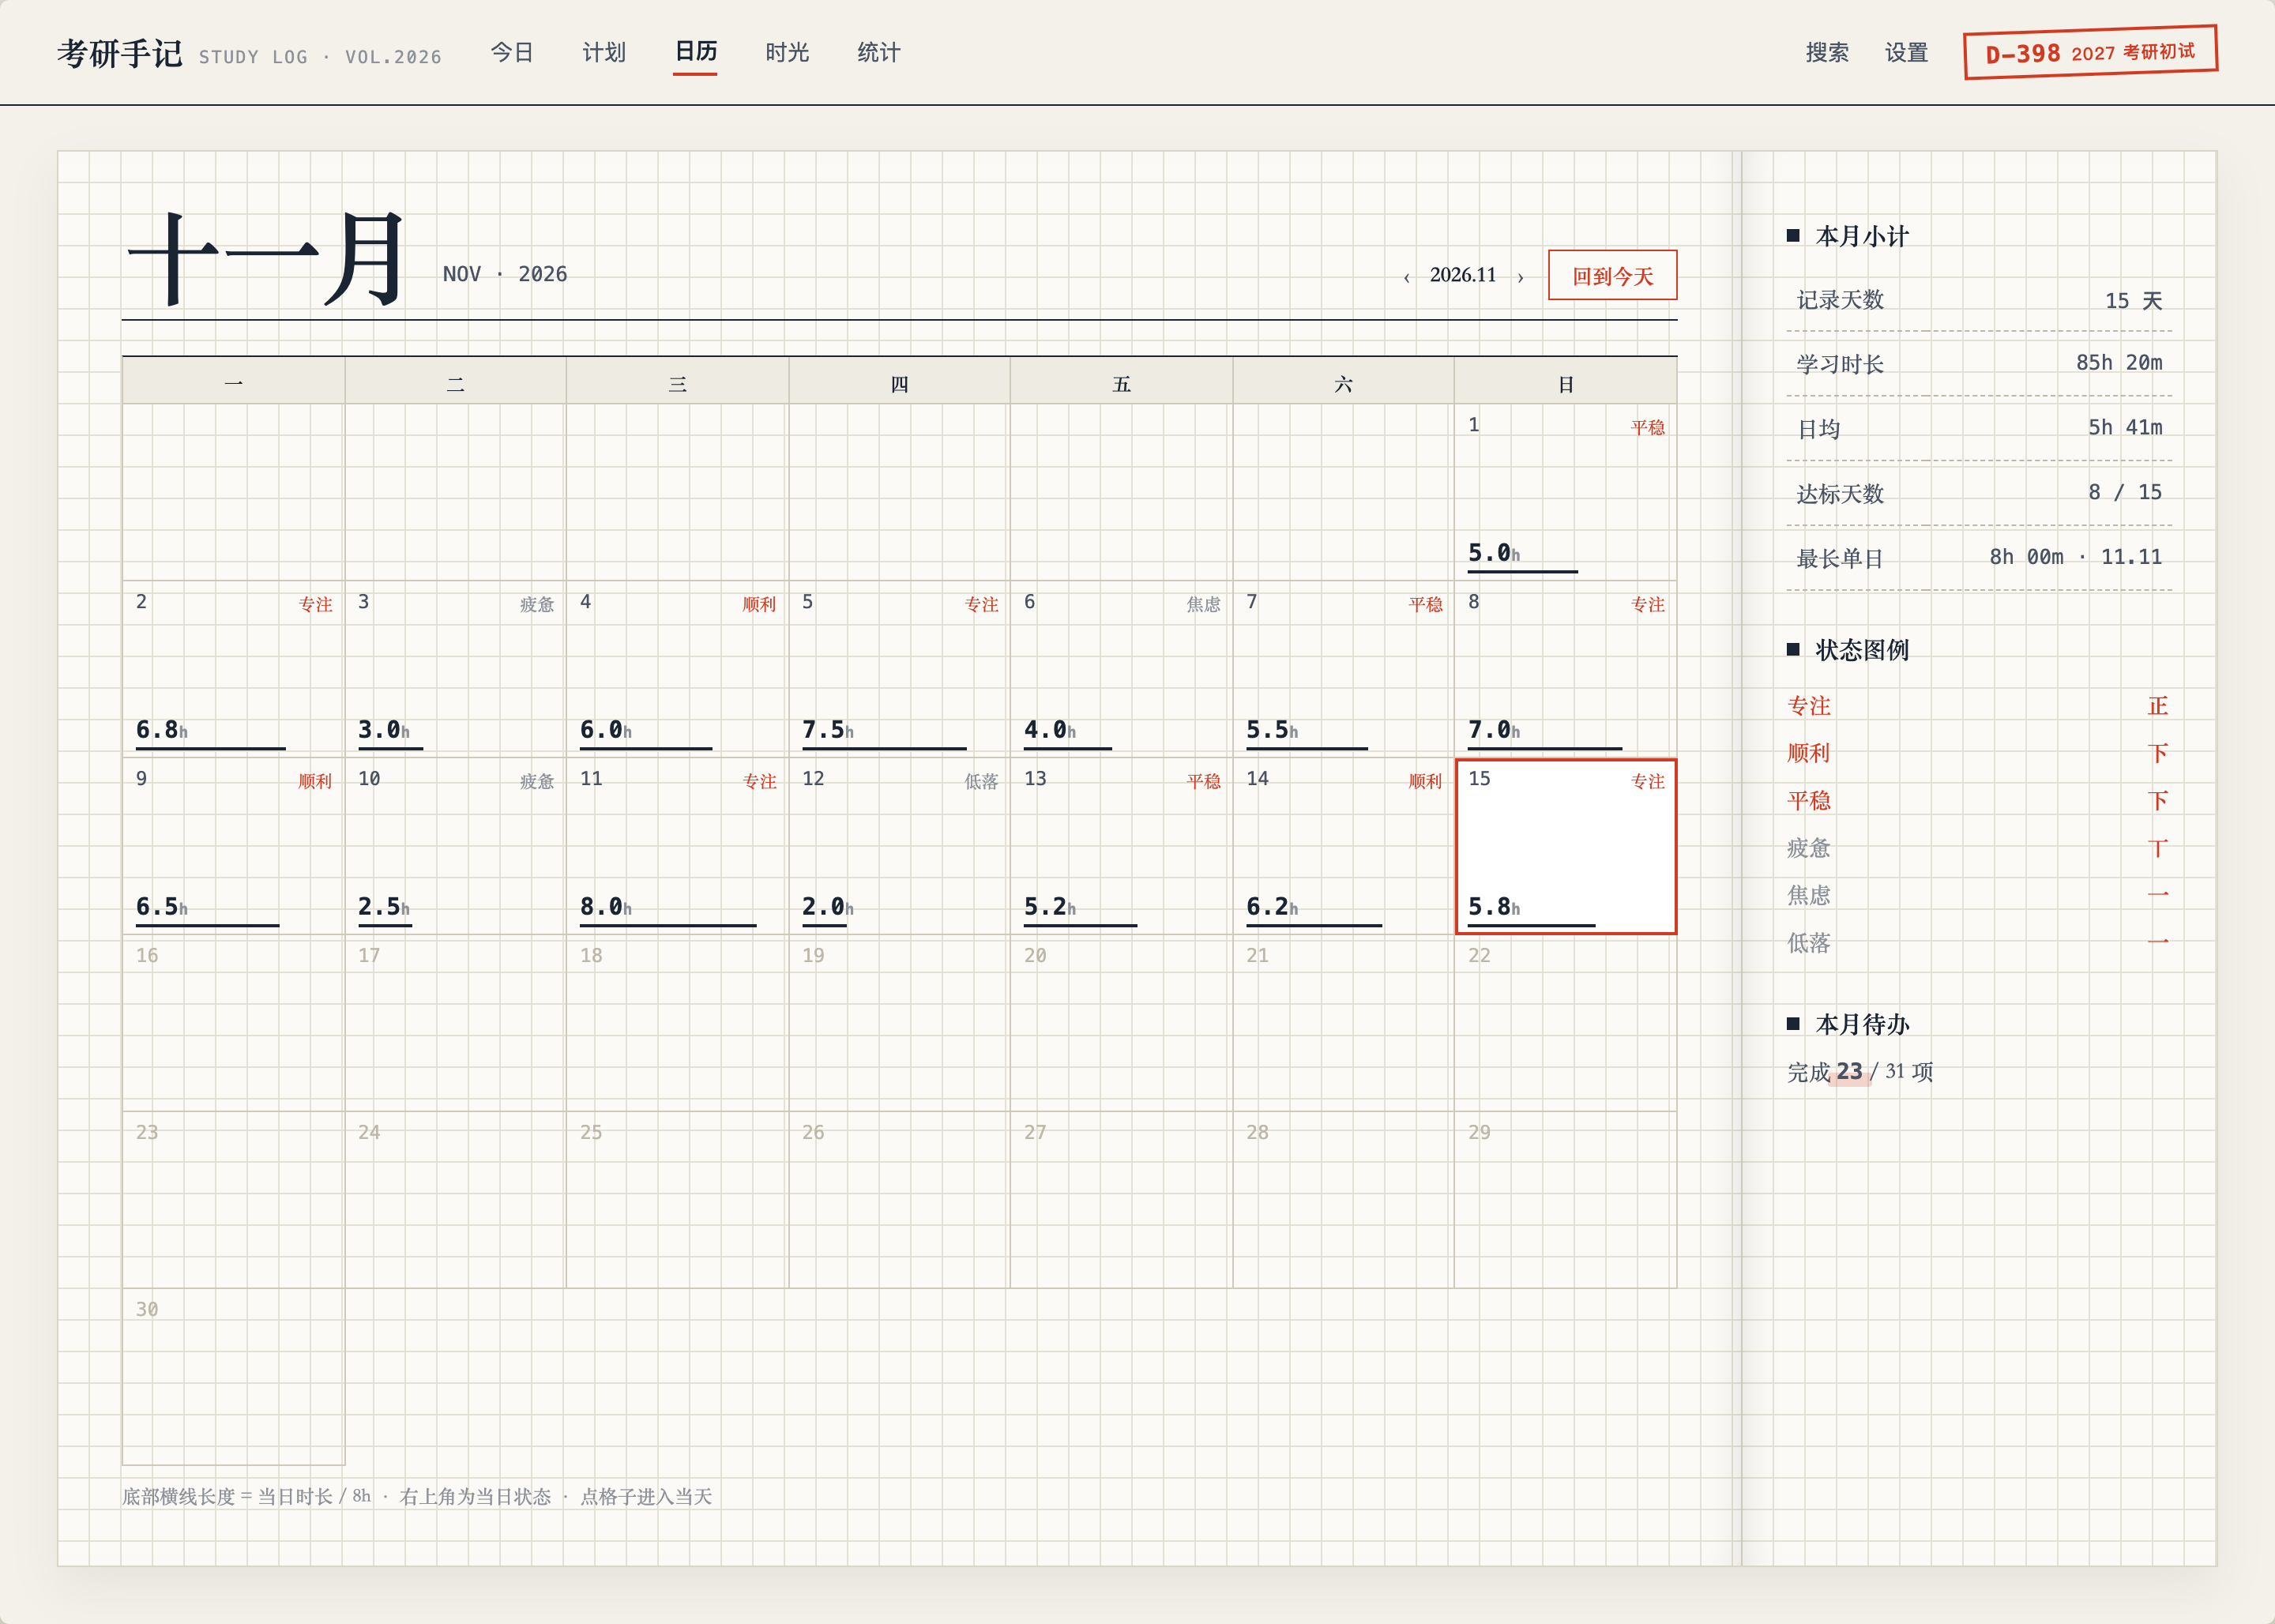 考研手记 STUDY LOG · VOL.2026 今日 计划 日历 时光 统计 搜索 设置 D−398 2027 考研初试
十一月 NOV · 2026 ‹ 2026.11 › 回到今天
一 二 三 四 五 六 日
1 平稳
5.0h
2 专注 3 疲惫 4 顺利 5 专注 6 焦虑 7 平稳 8 专注
6.8h 3.0h 6.0h 7.5h 4.0h 5.5h 7.0h
9 顺利 10 疲惫 11 专注 12 低落 13 平稳 14 顺利 15 专注
6.5h 2.5h 8.0h 2.0h 5.2h 6.2h 5.8h
16 17 18 19 20 21 22
23 24 25 26 27 28 29
30
底部横线长度 = 当日时长 / 8h · 右上角为当日状态 · 点格子进入当天
本月小计
记录天数 15 天
学习时长 85h 20m
日均 5h 41m
达标天数 8 / 15
最长单日 8h 00m · 11.11
状态图例
专注 正
顺利 下
平稳 下
疲惫 丅
焦虑 一
低落 一
本月待办
完成 23 / 31 项